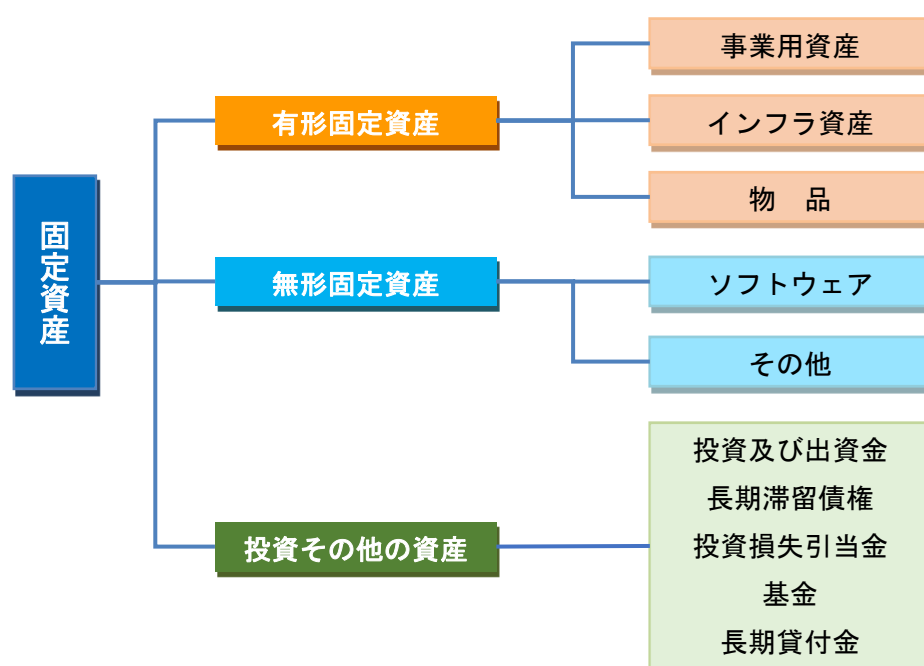 固定資産
有形固定資産
事業用資産
インフラ資産
物　品
無形固定資産
ソフトウェア
その他
投資その他の資産
投資及び出資金
長期滞留債権
投資損失引当金
基金
長期貸付金